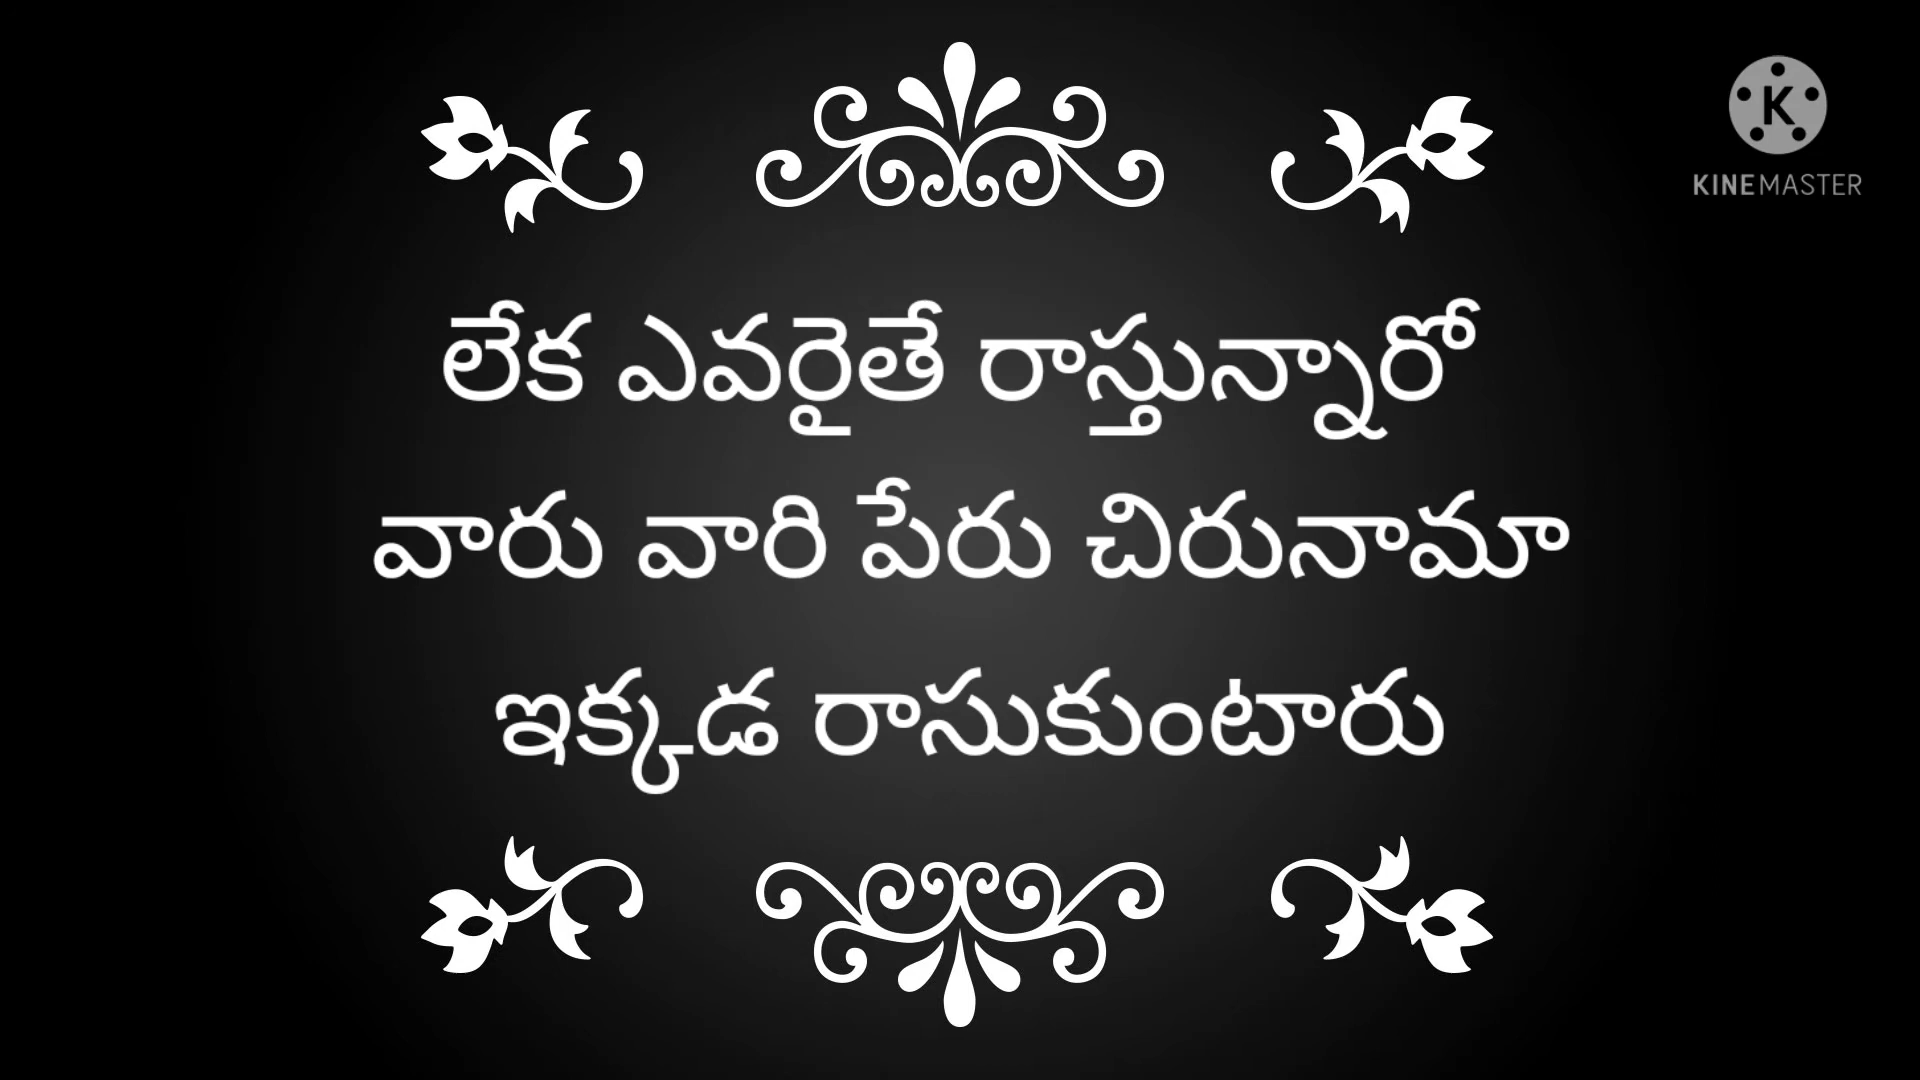 KINEMASTER
లేక ఎవరైతే రాస్తున్నారో
వారు వారి పేరు చిరునామా
ఇక్కడ రాసుకుంటారు